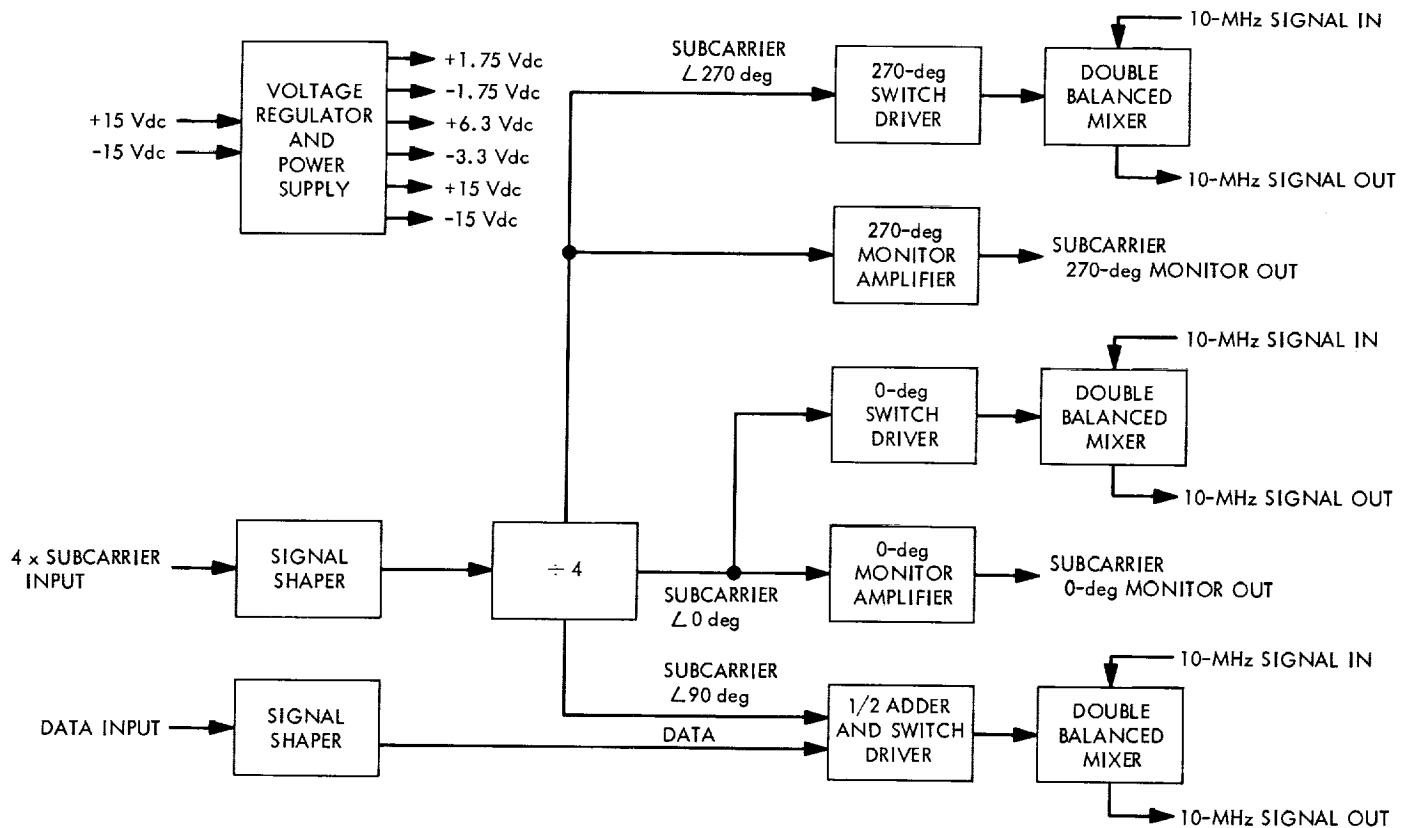 +15 Vdc
-15 Vdc
VOLTAGE
REGULATOR
AND
POWER
SUPPLY
+1.75 Vdc
-1.75 Vdc
+6.3 Vdc
-3.3 Vdc
+15 Vdc
-15 Vdc
SUBCARRIER
∠270 deg
270-deg
SWITCH
DRIVER
10-MHz SIGNAL IN
DOUBLE
BALANCED
MIXER
10-MHz SIGNAL OUT
270-deg
MONITOR
AMPLIFIER
SUBCARRIER
270-deg MONITOR OUT
0-deg
SWITCH
DRIVER
10-MHz SIGNAL IN
DOUBLE
BALANCED
MIXER
10-MHz SIGNAL OUT
4 x SUBCARRIER
INPUT
SIGNAL
SHAPER
÷ 4
SUBCARRIER
∠0 deg
0-deg
MONITOR
AMPLIFIER
SUBCARRIER
0-deg MONITOR OUT
DATA INPUT
SIGNAL
SHAPER
SUBCARRIER
∠90 deg
DATA
1/2 ADDER
AND SWITCH
DRIVER
10-MHz SIGNAL IN
DOUBLE
BALANCED
MIXER
10-MHz SIGNAL OUT